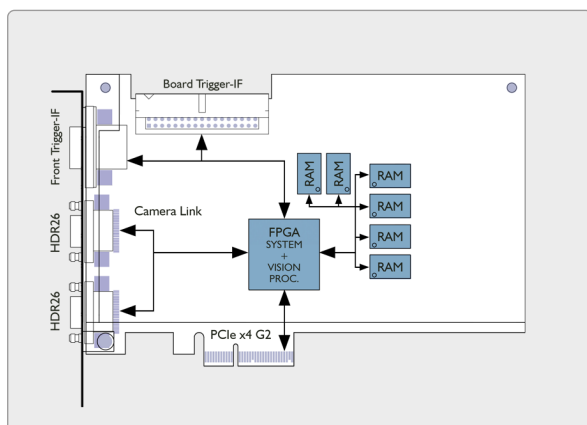 Board Trigger-IF
Front Trigger-IF
RAM
RAM
RAM
RAM
RAM
RAM
Camera Link
HDR26
FPGA
SYSTEM
+
VISION
PROC.
HDR26
PCIe x4 G2